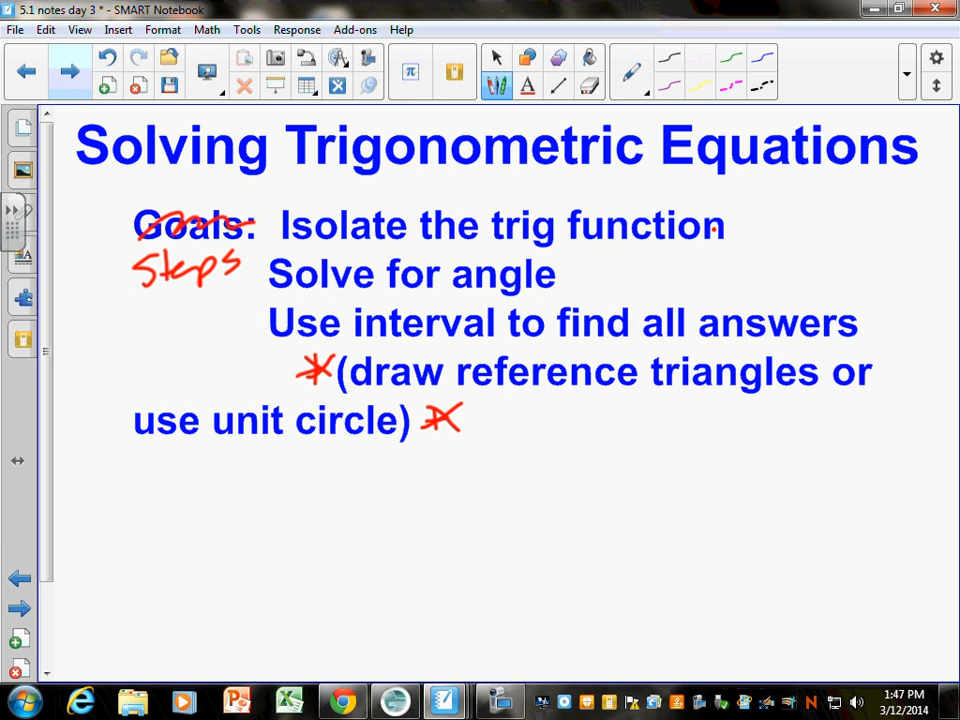 5.1 notes day 3 * - SMART Notebook
File Edit View Insert Format Math Tools Response Add-ons Help
Solving Trigonometric Equations
Goals: Isolate the trig function
Steps
Solve for angle
Use interval to find all answers
(draw reference triangles or
use unit circle)
1:47 PM
3/12/2014